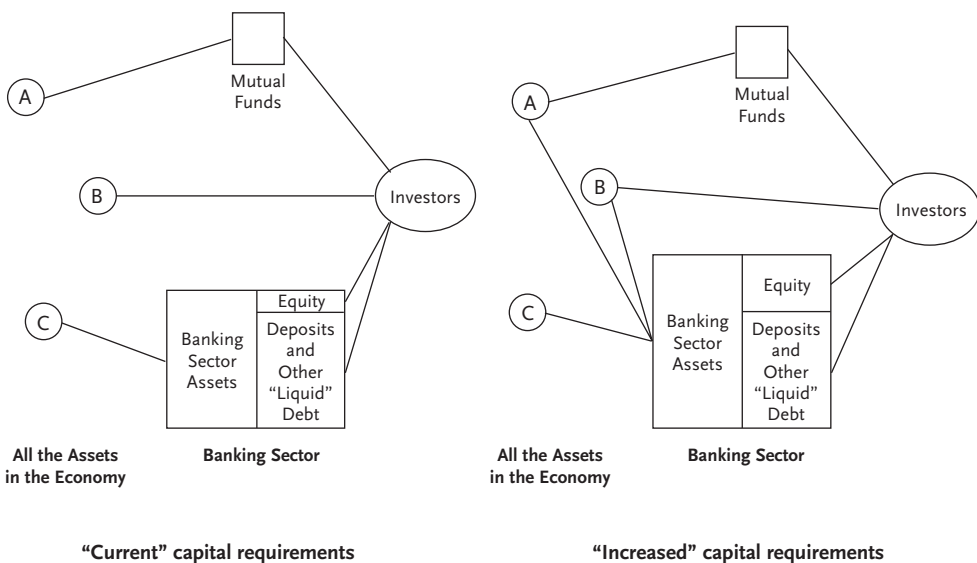 A
Mutual
Funds
B
Investors
C
Banking
Sector
Assets
Equity
Deposits
and
Other
“Liquid”
Debt
All the Assets
in the Economy
Banking Sector
“Current” capital requirements
A
Mutual
Funds
B
Investors
C
Banking
Sector
Assets
Equity
Deposits
and
Other
“Liquid”
Debt
All the Assets
in the Economy
Banking Sector
“Increased” capital requirements